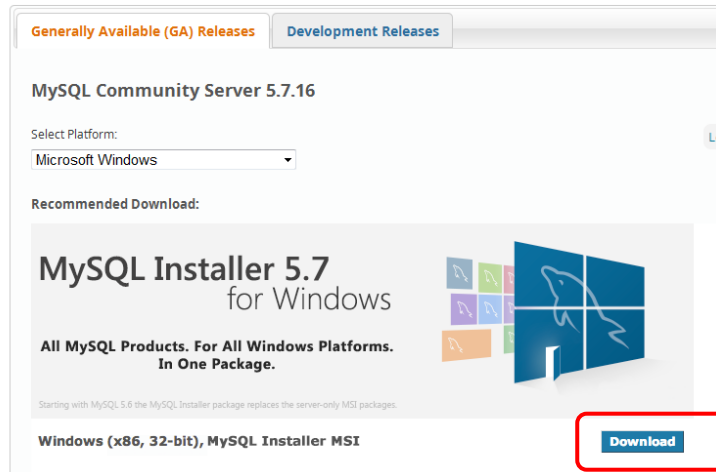 Generally Available (GA) Releases
Development Releases
MySQL Community Server 5.7.16
Select Platform:
Microsoft Windows
Recommended Download:
MySQL Installer 5.7
for Windows
All MySQL Products. For All Windows Platforms.
In One Package.
Starting with MySQL 5.6 the MySQL Installer package replaces the server-only MSI packages.
Windows (x86, 32-bit), MySQL Installer MSI
Download